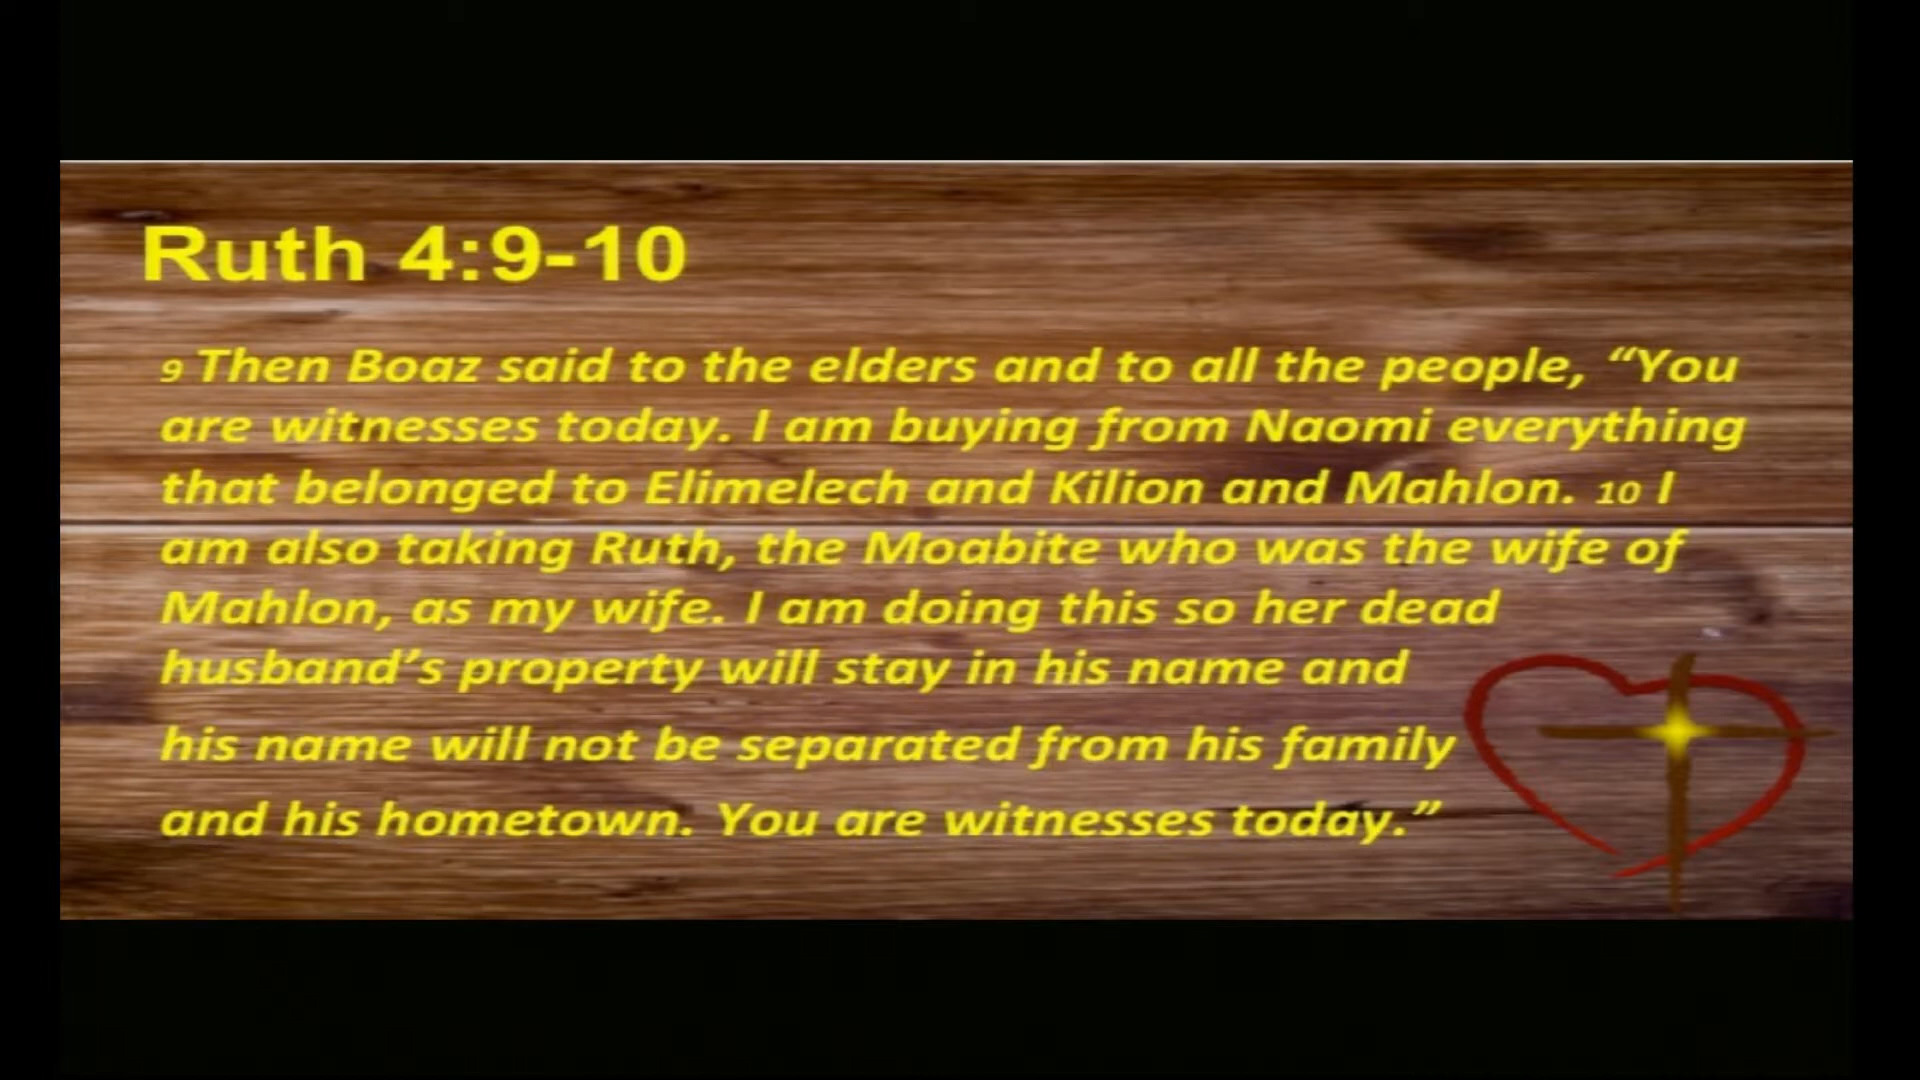 Ruth 4:9-10
9 Then Boaz said to the elders and to all the people, “You
are witnesses today. I am buying from Naomi everything
that belonged to Elimelech and Kilion and Mahlon. 10 I
am also taking Ruth, the Moabite who was the wife of
Mahlon, as my wife. I am doing this so her dead
husband’s property will stay in his name and
his name will not be separated from his family
and his hometown. You are witnesses today.”